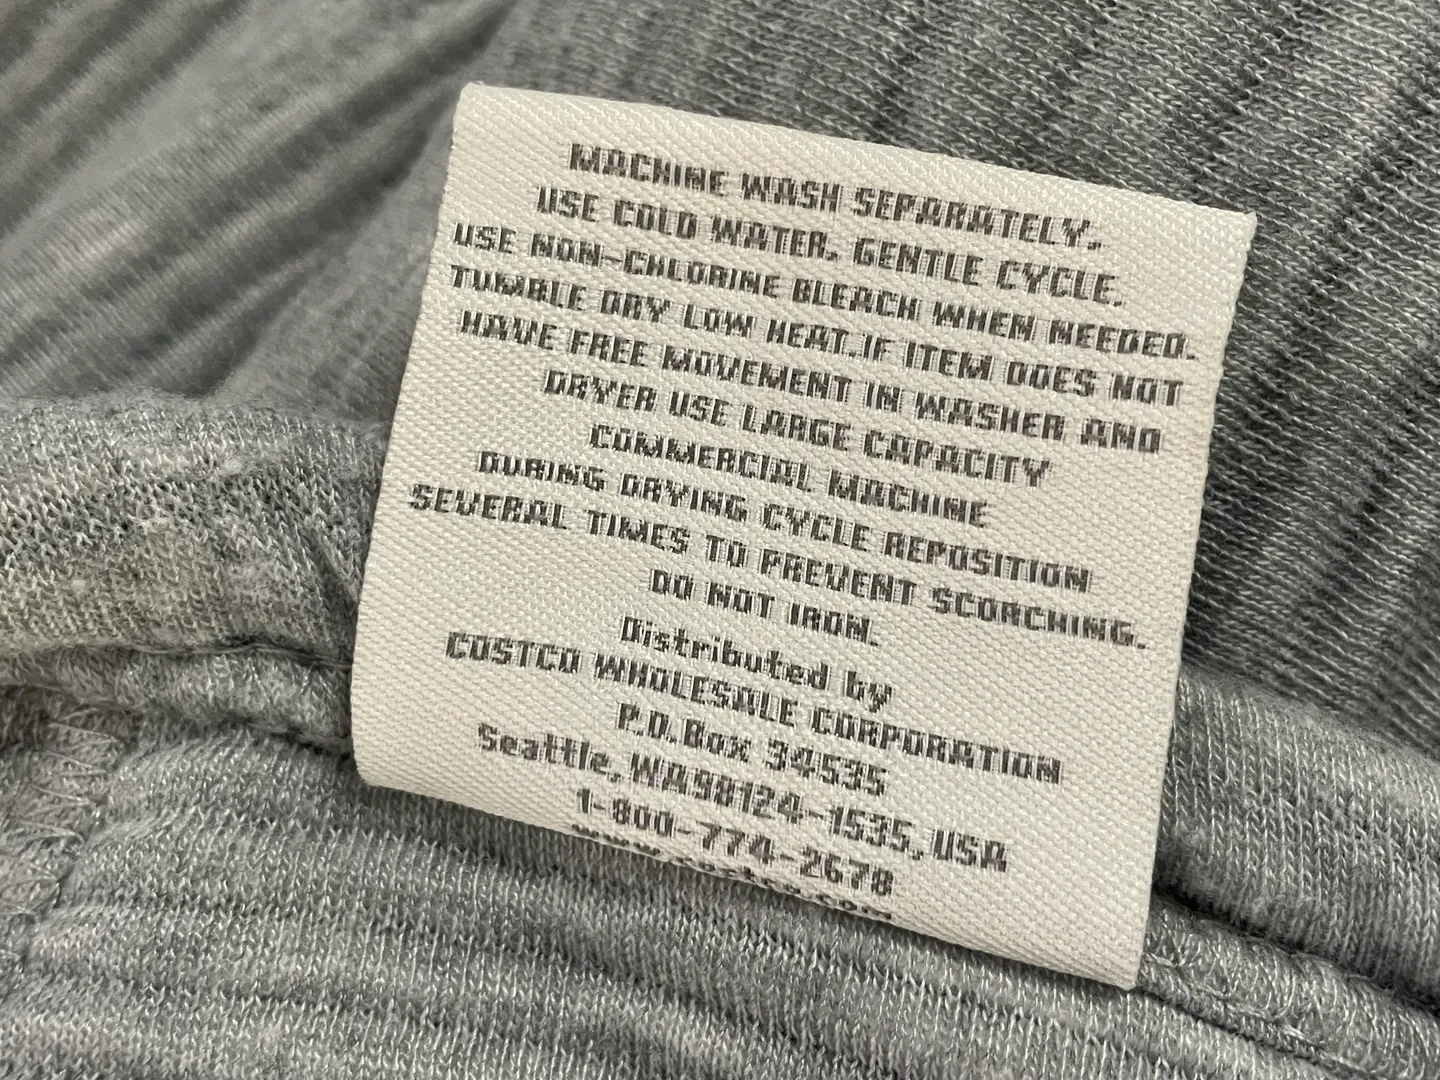 MACHINE WASH SEPARATELY.
USE COLD WATER, GENTLE CYCLE.
USE NON-CHLORINE BLEACH WHEN NEEDED.
TUMBLE DRY LOW HEAT.IF ITEM DOES NOT
HAVE FREE MOVEMENT IN WASHER AND
DRYER USE LARGE CAPACITY
COMMERCIAL MACHINE
DURING DRYING CYCLE REPOSITION
SEVERAL TIMES TO PREVENT SCORCHING.
DO NOT IRON.
Distributed by
COSTCO WHOLESALE CORPORATION
P.O.Box 34535
Seattle,WA98124-1535,USA
1-800-774-2678
www.costco.com